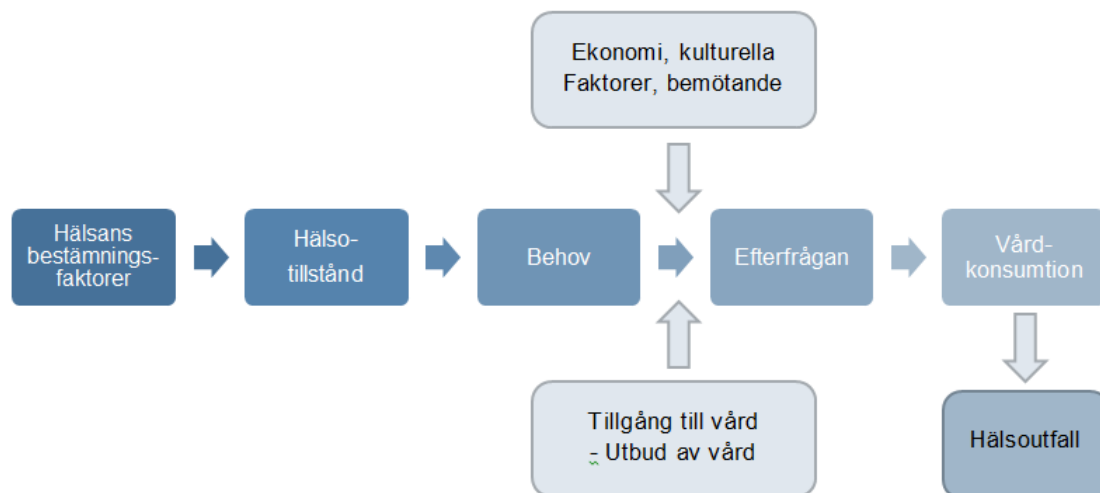 Ekonomi, kulturella
Faktorer, bemötande
Hälsans
bestämnings-
faktorer
Hälso-
tillstånd
Behov
Efterfrågan
Vård-
konsumtion
Tillgång till vård
- Utbud av vård
Hälsoutfall